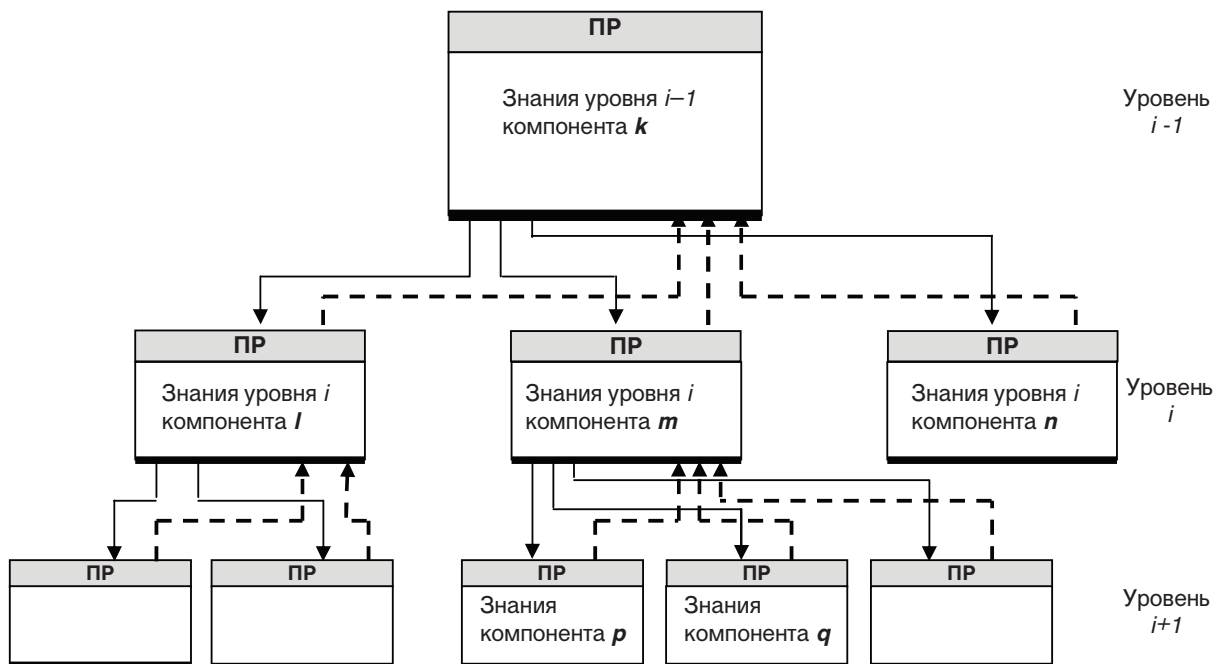 ПР
Знания уровня i–1
компонента k
Уровень
i -1
ПР
ПР
ПР
Знания уровня i
компонента l
Знания уровня i
компонента m
Знания уровня i
компонента n
Уровень
i
ПР
ПР
ПР
ПР
ПР
Знания
компонента p
Знания
компонента q
Уровень
i+1